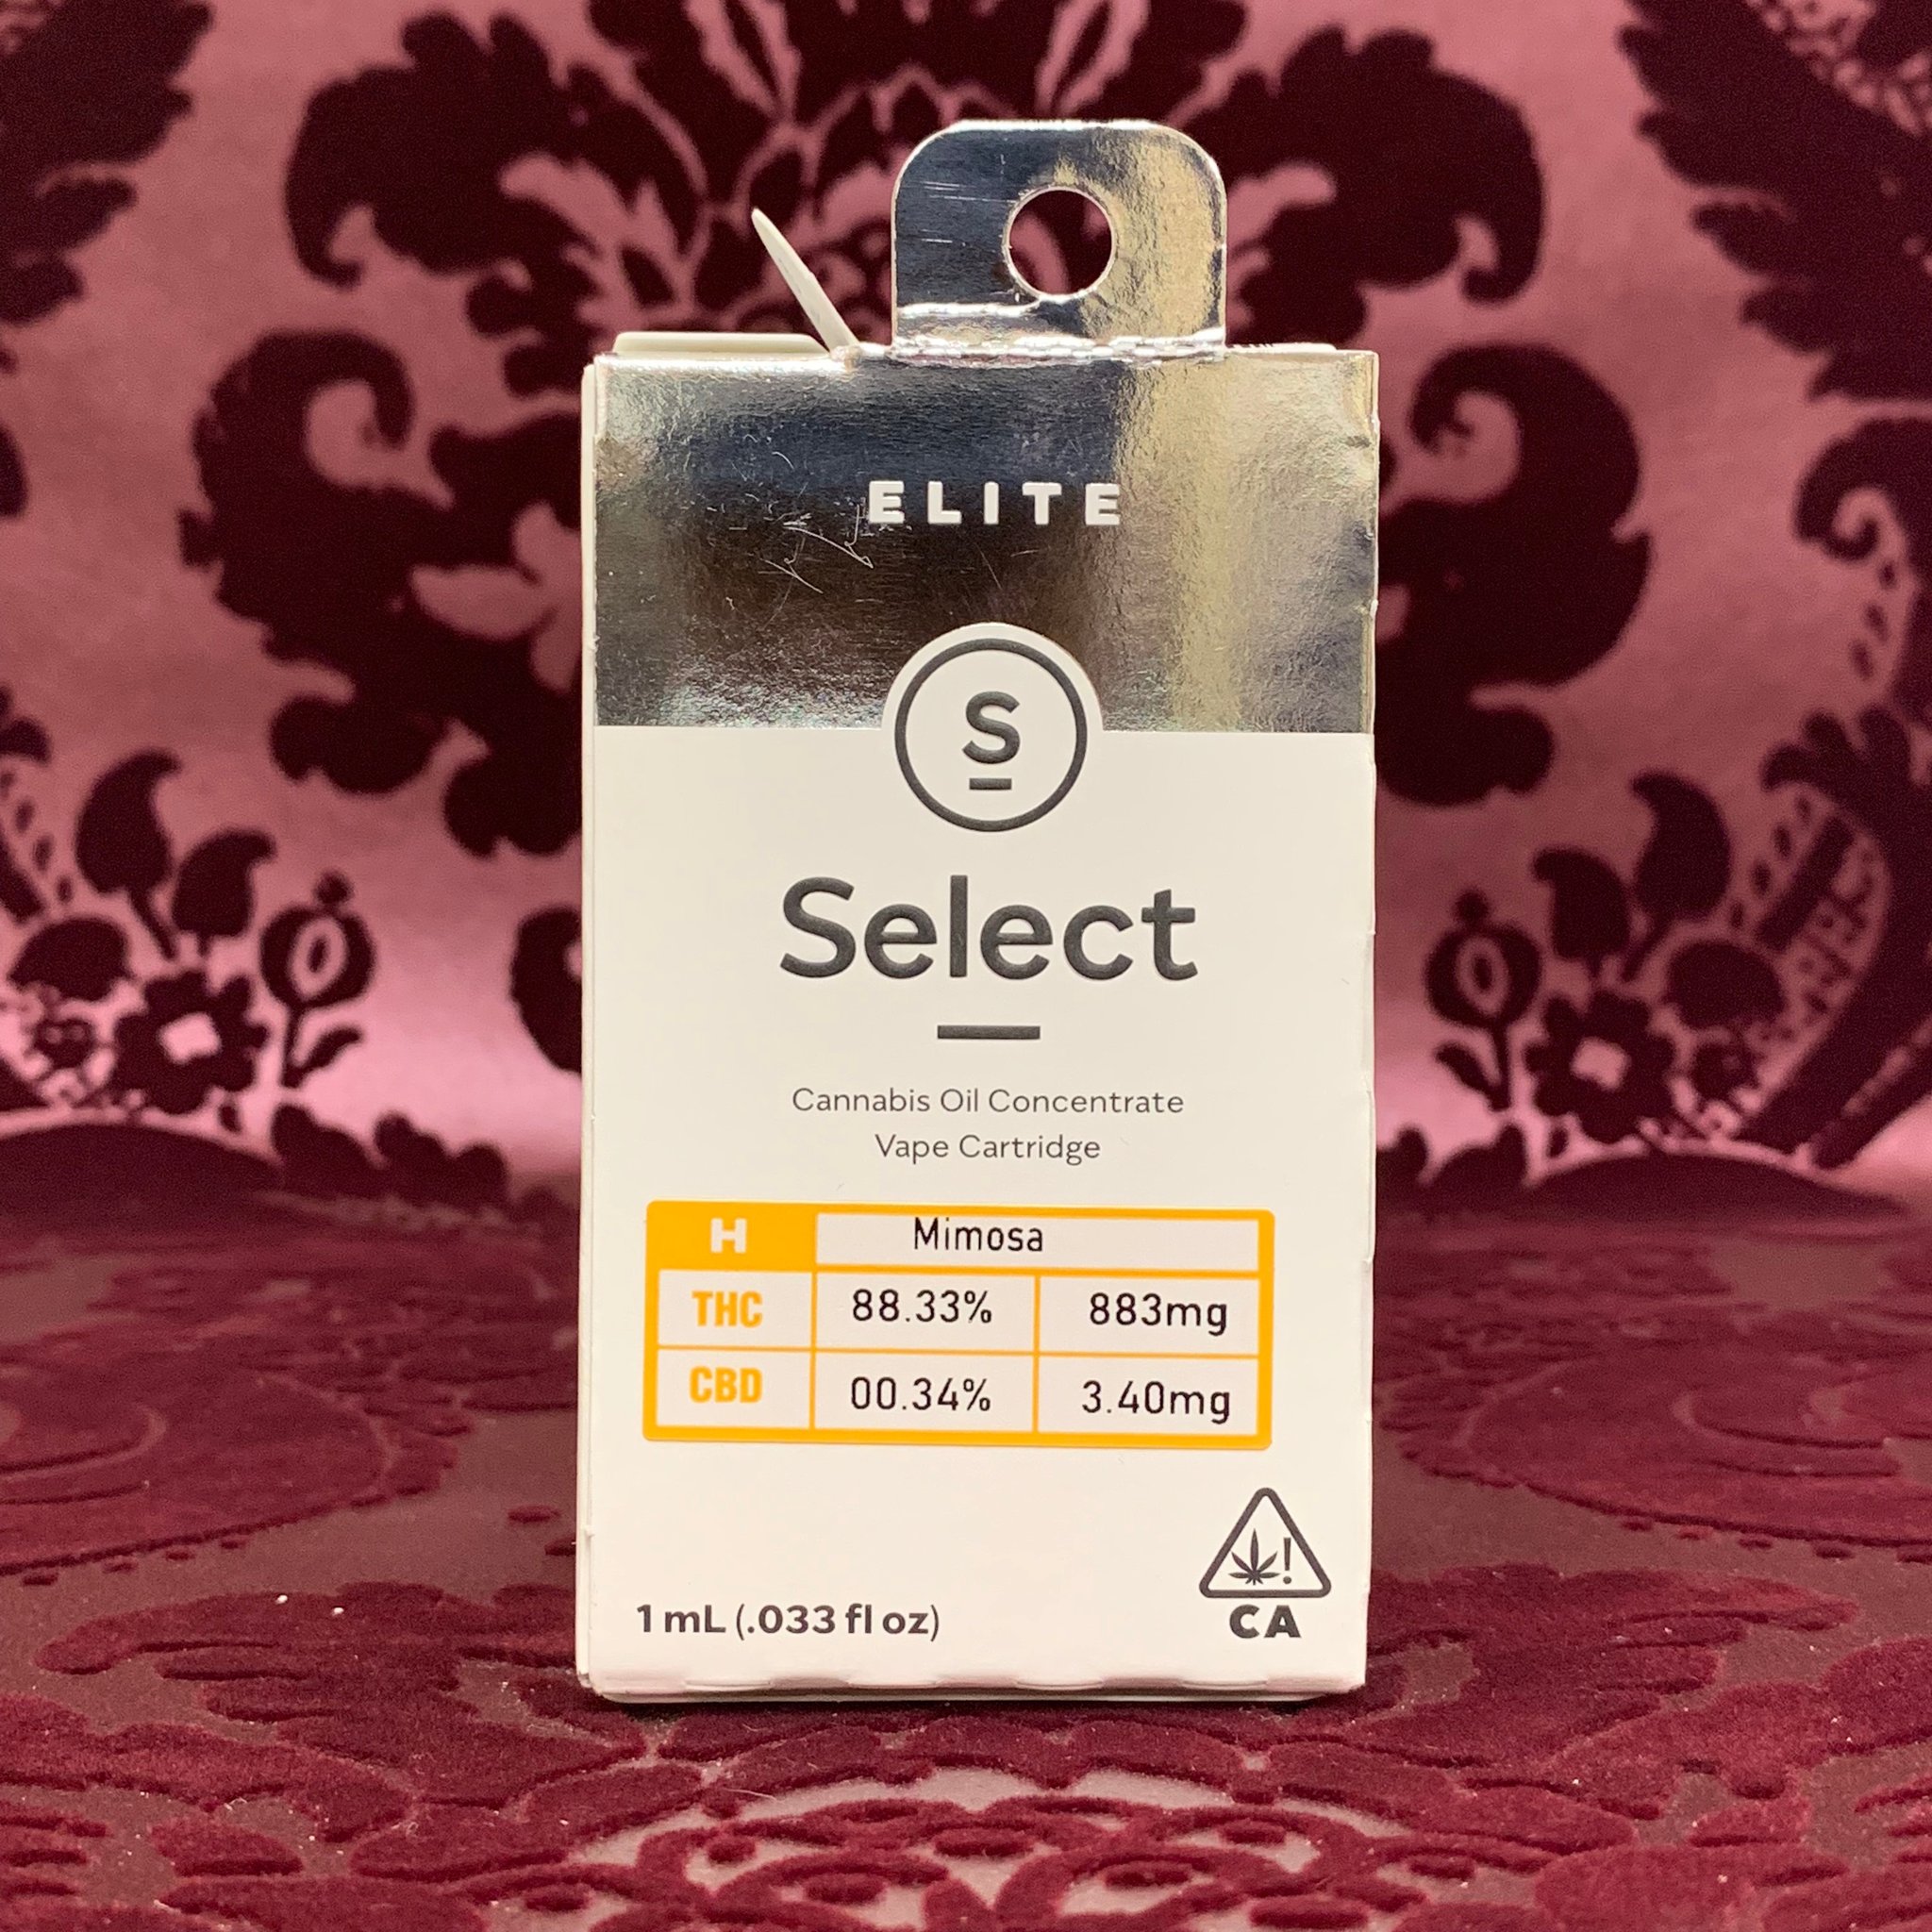 ELITE
S
Select
Cannabis Oil Concentrate
Vape Cartridge
H Mimosa
THC 88.33% 883mg
CBD 00.34% 3.40mg
!
CA
1 mL (.033 fl oz)